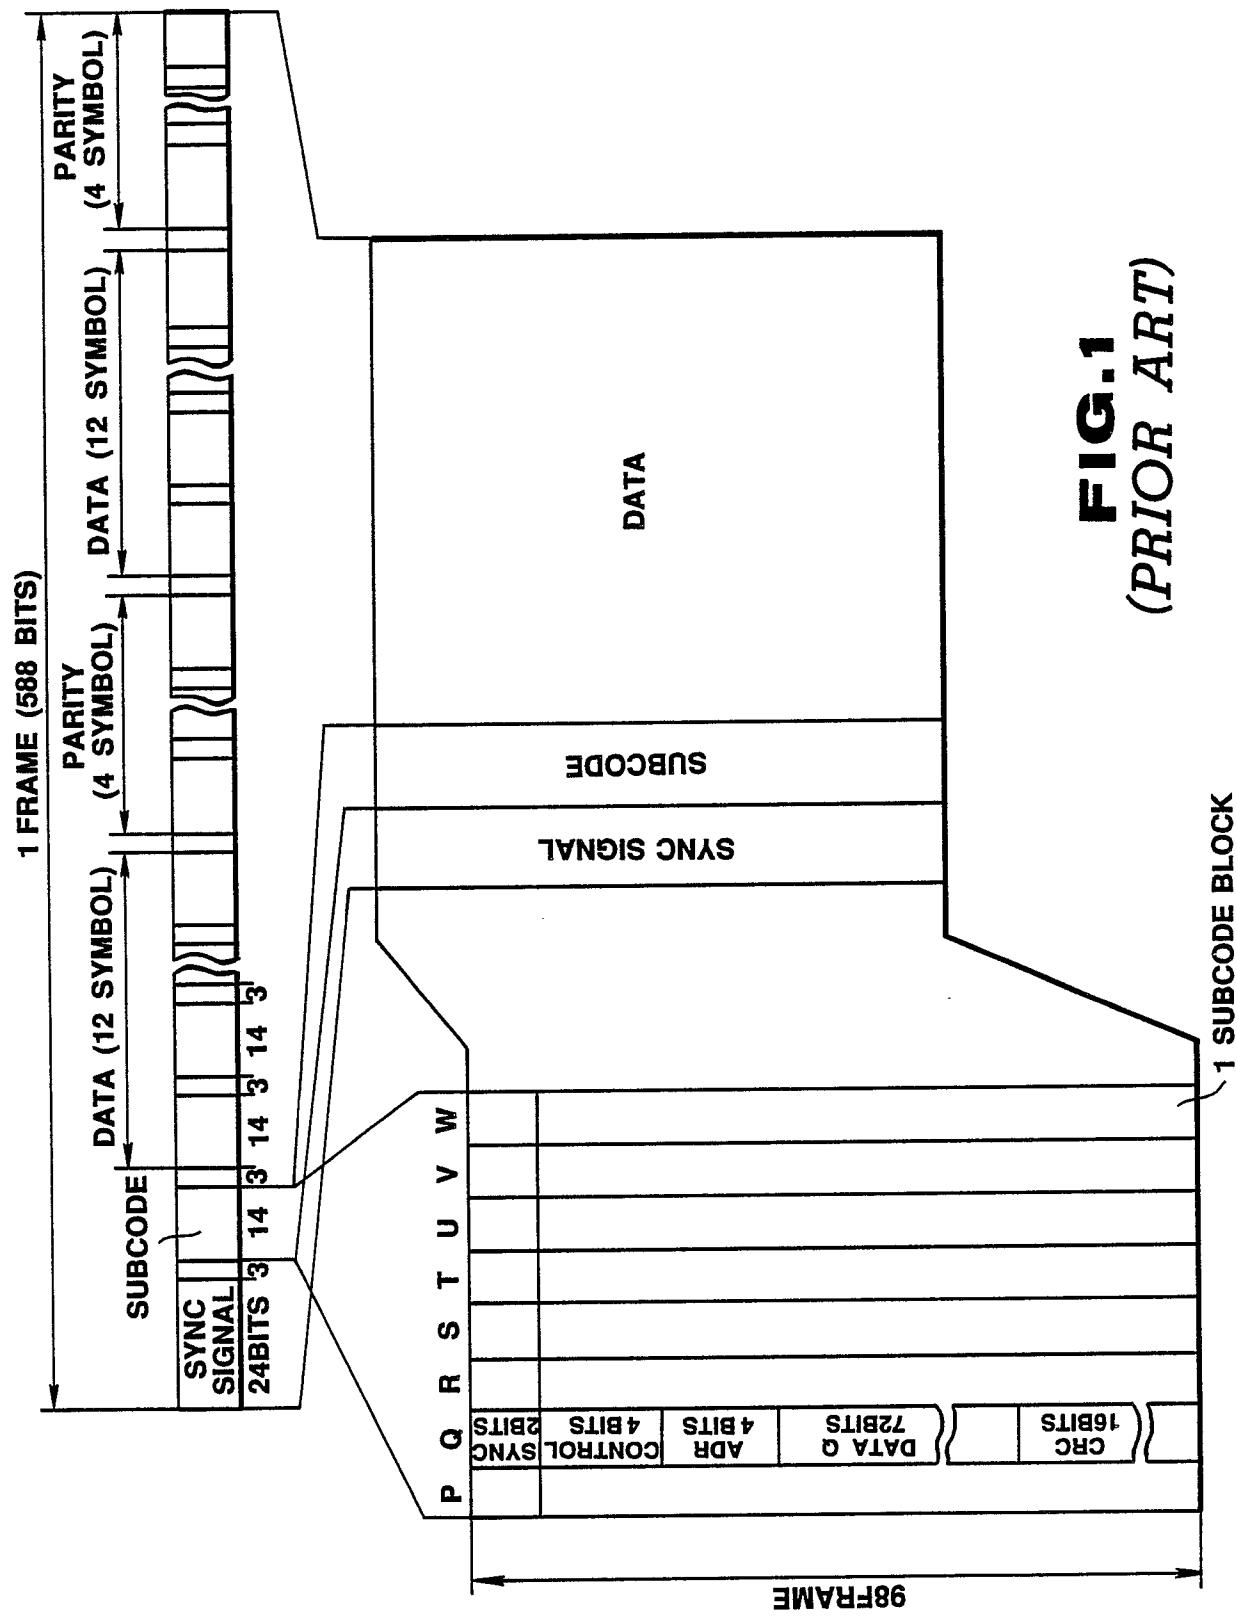 1 FRAME (588 BITS)
SUBCODE
DATA (12 SYMBOL)
PARITY
(4 SYMBOL)
DATA (12 SYMBOL)
PARITY
(4 SYMBOL)
SYNC
SIGNAL
24BITS 3 14 3 14 3 14 3
P Q R S T U V W
SYNC
2BITS
CONTROL
4 BITS
ADR
4 BITS
DATA Q
72BITS
CRC
16BITS
98FRAME
SYNC SIGNAL
SUBCODE
DATA
1 SUBCODE BLOCK
FIG.1
(PRIOR ART)